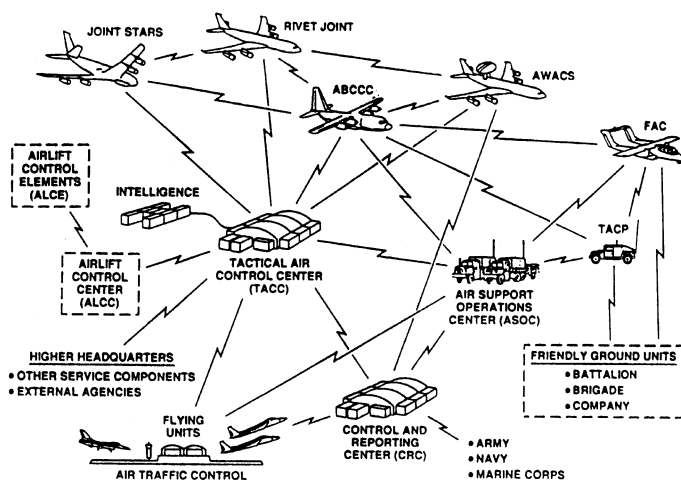 JOINT STARS
RIVET JOINT
AWACS
ABCCC
FAC
AIRLIFT
CONTROL
ELEMENTS
(ALCE)
INTELLIGENCE
TACP
TACTICAL AIR
CONTROL CENTER
(TACC)
AIRLIFT
CONTROL
CENTER
(ALCC)
AIR SUPPORT
OPERATIONS
CENTER (ASOC)
HIGHER HEADQUARTERS
• OTHER SERVICE COMPONENTS
• EXTERNAL AGENCIES
FRIENDLY GROUND UNITS
• BATTALION
• BRIGADE
• COMPANY
FLYING
UNITS
AIR TRAFFIC CONTROL
CONTROL AND
REPORTING
CENTER (CRC)
• ARMY
• NAVY
• MARINE CORPS